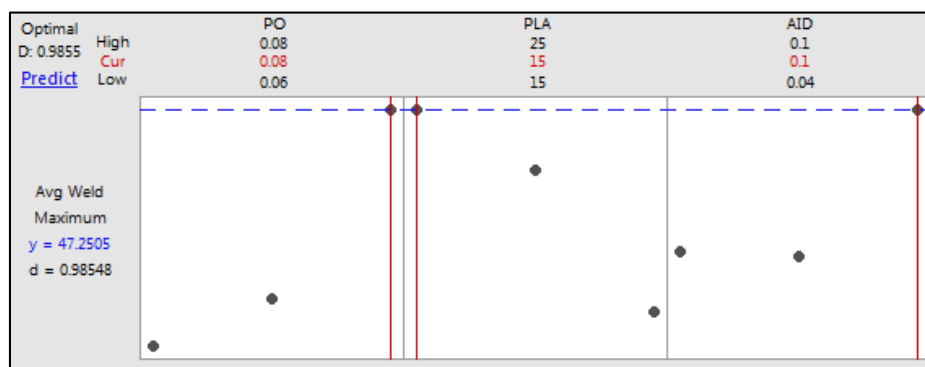 Optimal
D: 0.9855
Predict
High
Cur
Low
PO
0.08
0.08
0.06
PLA
25
15
15
AID
0.1
0.1
0.04
Avg Weld
Maximum
y = 47.2505
d = 0.98548